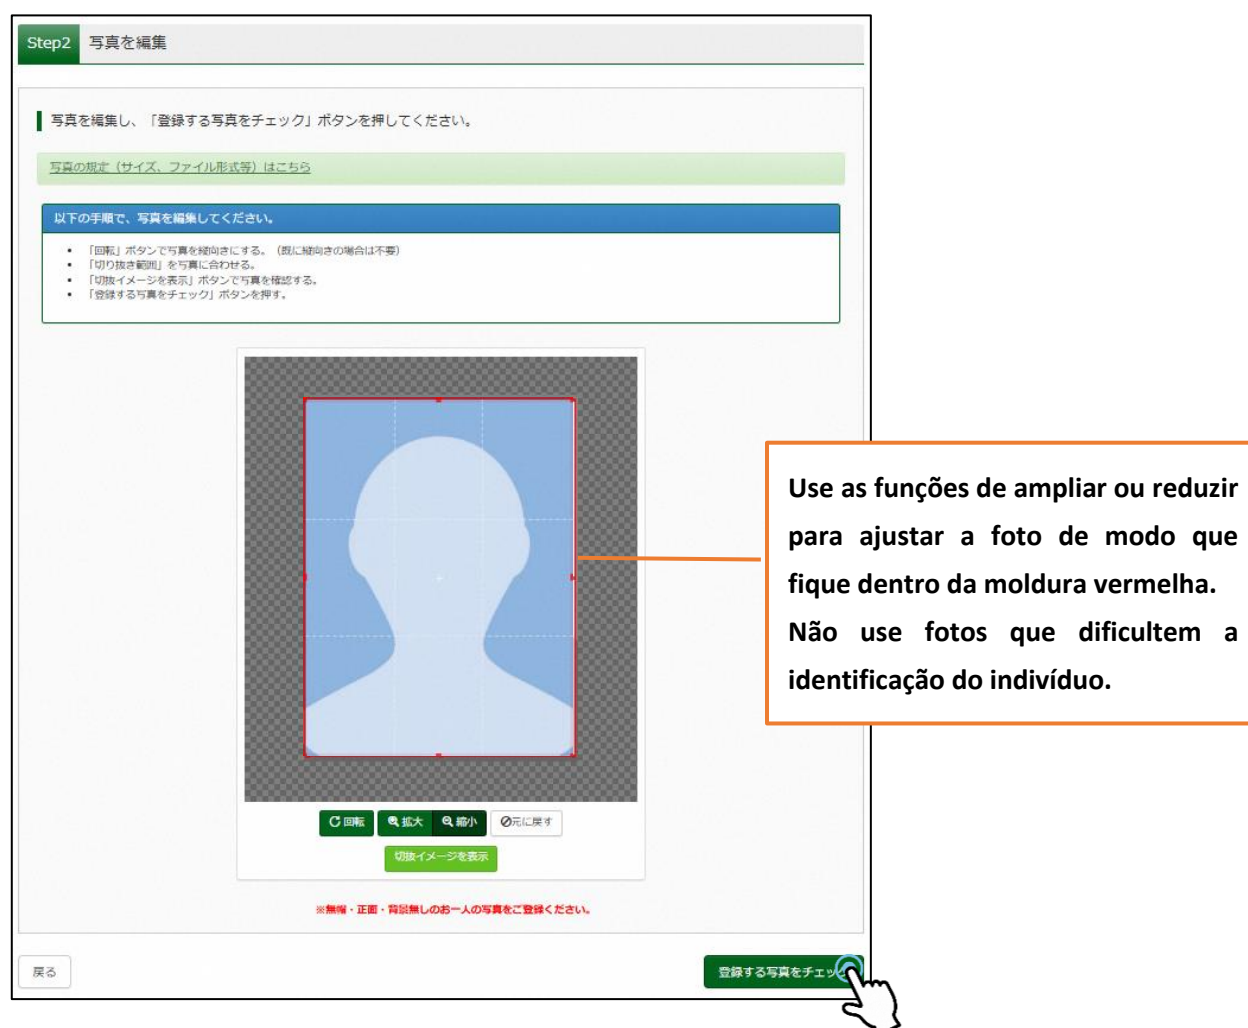 Step2 写真を編集
写真を編集し、「登録する写真をチェック」ボタンを押してください。
写真の規定（サイズ、ファイル形式等）はこちら
以下の手順で、写真を編集してください。
• 「回転」ボタンで写真を縦向きにする。（既に縦向きの場合は不要）
• 「切り抜き範囲」を写真に合わせる。
• 「切抜イメージを表示」ボタンで写真を確認する。
• 「登録する写真をチェック」ボタンを押す。
Use as funções de ampliar ou reduzir
para ajustar a foto de modo que
fique dentro da moldura vermelha.
Não use fotos que dificultem a
identificação do indivíduo.
回転 拡大 縮小 元に戻す
切抜イメージを表示
※無帽・正面・背景無しのお一人の写真をご登録ください。
戻る
登録する写真をチェッ